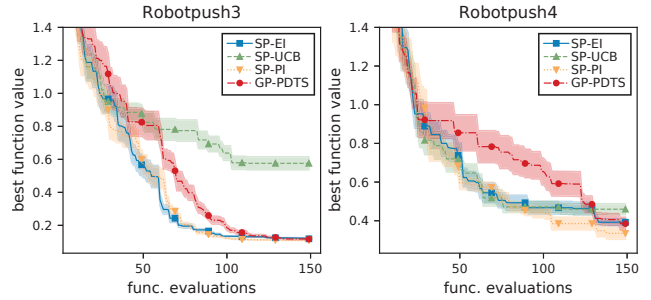 Robotpush3
best function value
1.4
1.2
1.0
0.8
0.6
0.4
0.2
50
100
150
func. evaluations
SP-EI
SP-UCB
SP-PI
GP-PDTS
Robotpush4
best function value
1.4
1.2
1.0
0.8
0.6
0.4
50
100
150
func. evaluations
SP-EI
SP-UCB
SP-PI
GP-PDTS